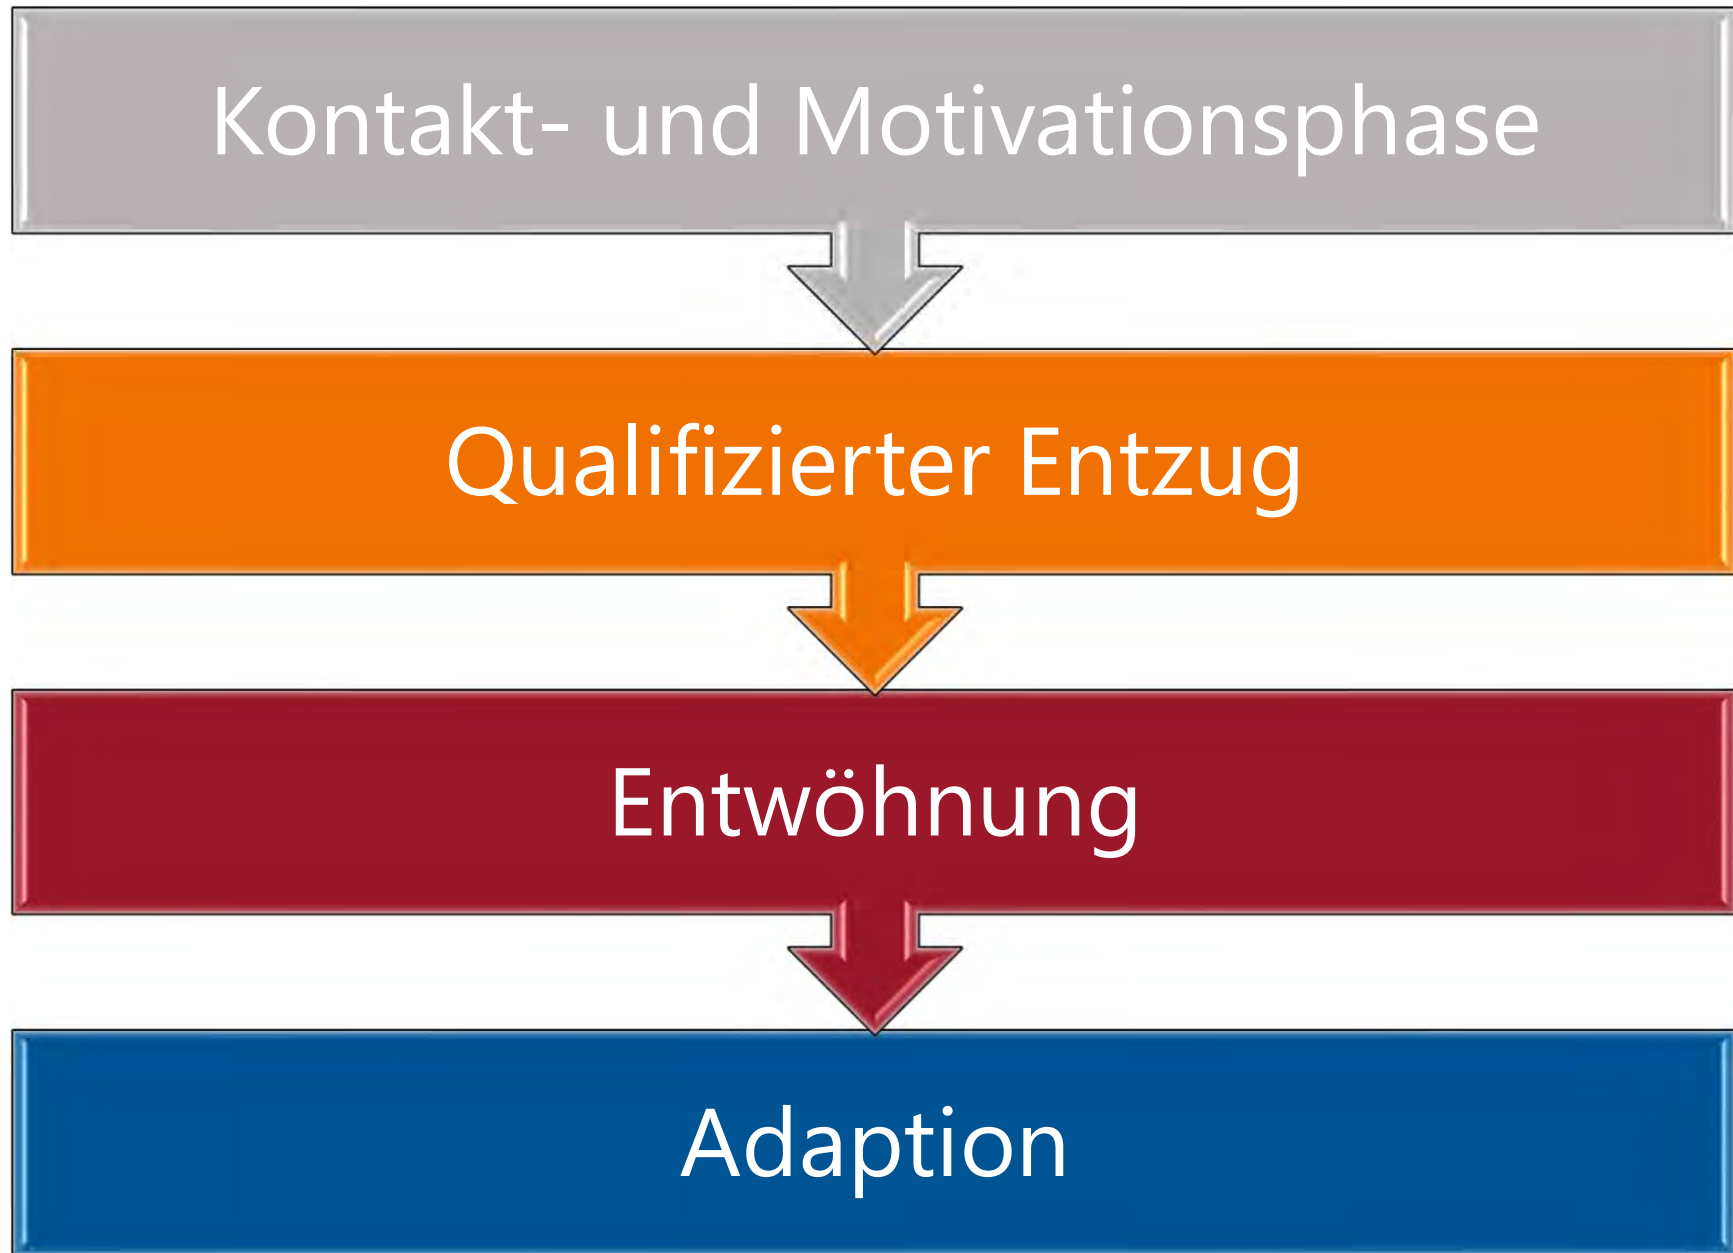 Kontakt- und Motivationsphase
Qualifizierter Entzug
Entwöhnung
Adaption